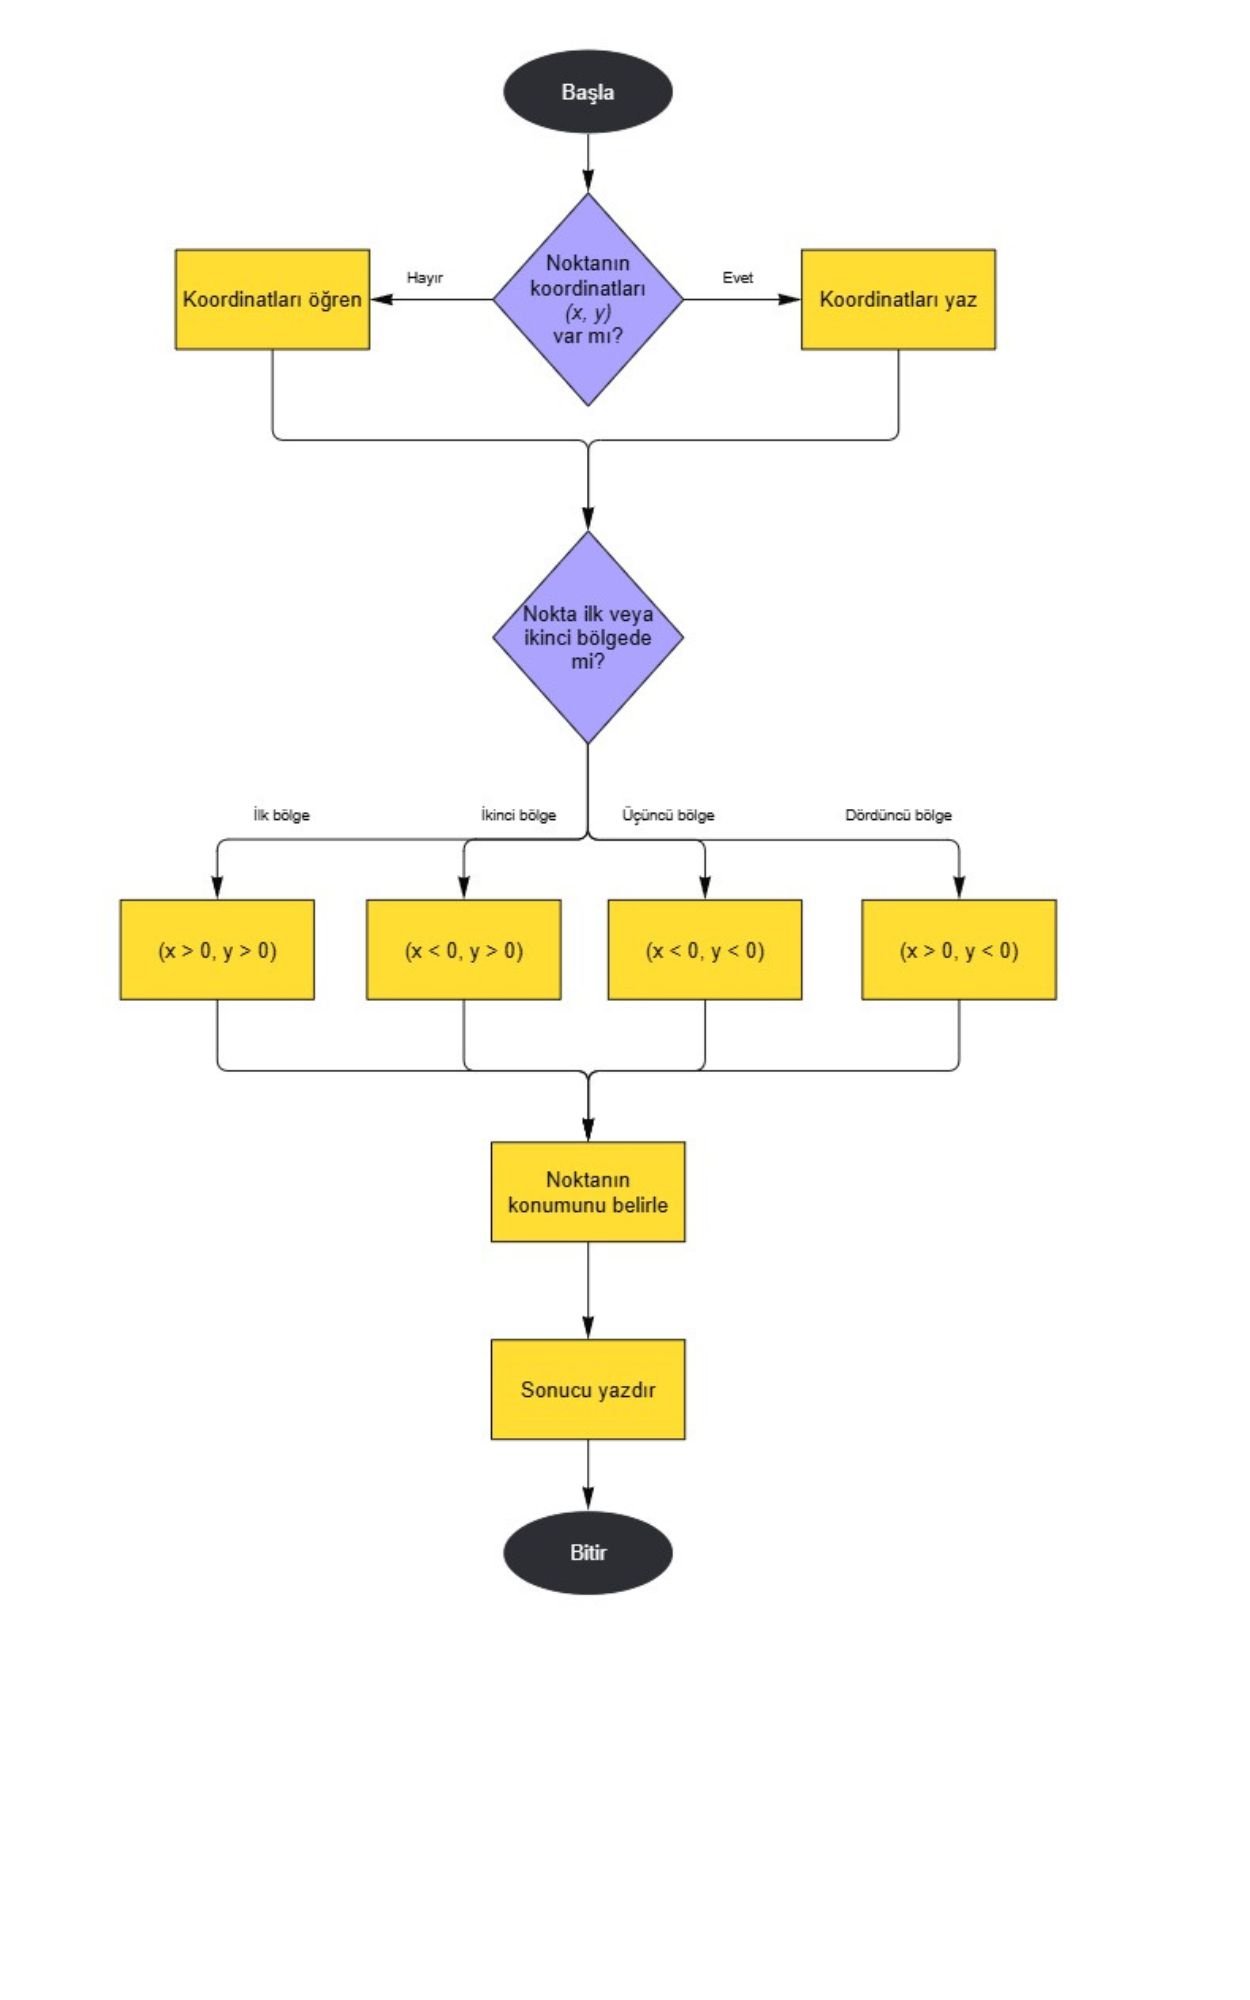 Başla
Noktanın
koordinatları
(x, y)
var mı?
Hayır
Evet
Koordinatları öğren
Koordinatları yaz
Nokta ilk veya
ikinci bölgede
mi?
İlk bölge
İkinci bölge
Üçüncü bölge
Dördüncü bölge
(x > 0, y > 0)
(x < 0, y > 0)
(x < 0, y < 0)
(x > 0, y < 0)
Noktanın
konumunu belirle
Sonucu yazdır
Bitir